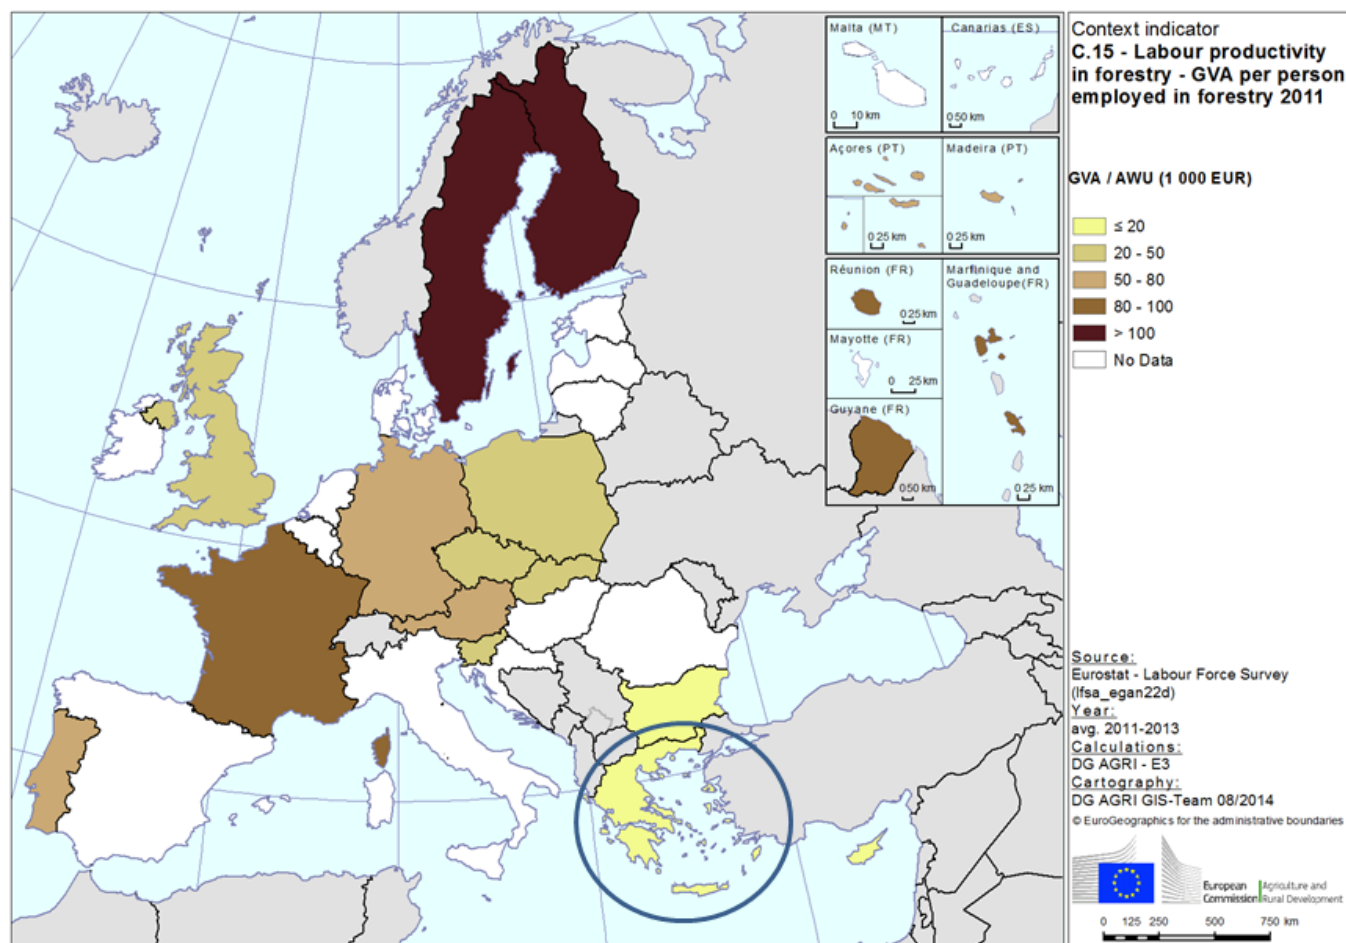 Malta (MT)
0 10 km
Canarias (ES)
0 50 km
Açores (PT)
0 25 km
Madeira (PT)
0 25 km
Réunion (FR)
0 25 km
Marfinique and
Guadeloupe(FR)
Mayotte (FR)
0 25 km
Guyane (FR)
0 50 km
0 25 km
Context indicator
C.15 - Labour productivity
in forestry - GVA per person
employed in forestry 2011
GVA / AWU (1 000 EUR)
≤ 20
20 - 50
50 - 80
80 - 100
> 100
No Data
Source:
Eurostat - Labour Force Survey
(lfsa_egan22d)
Year:
avg. 2011-2013
Calculations:
DG AGRI - E3
Cartography:
DG AGRI GIS-Team 08/2014
© EuroGeographics for the administrative boundaries
European Commission
Agriculture and
Rural Development
0 125 250 500 750 km